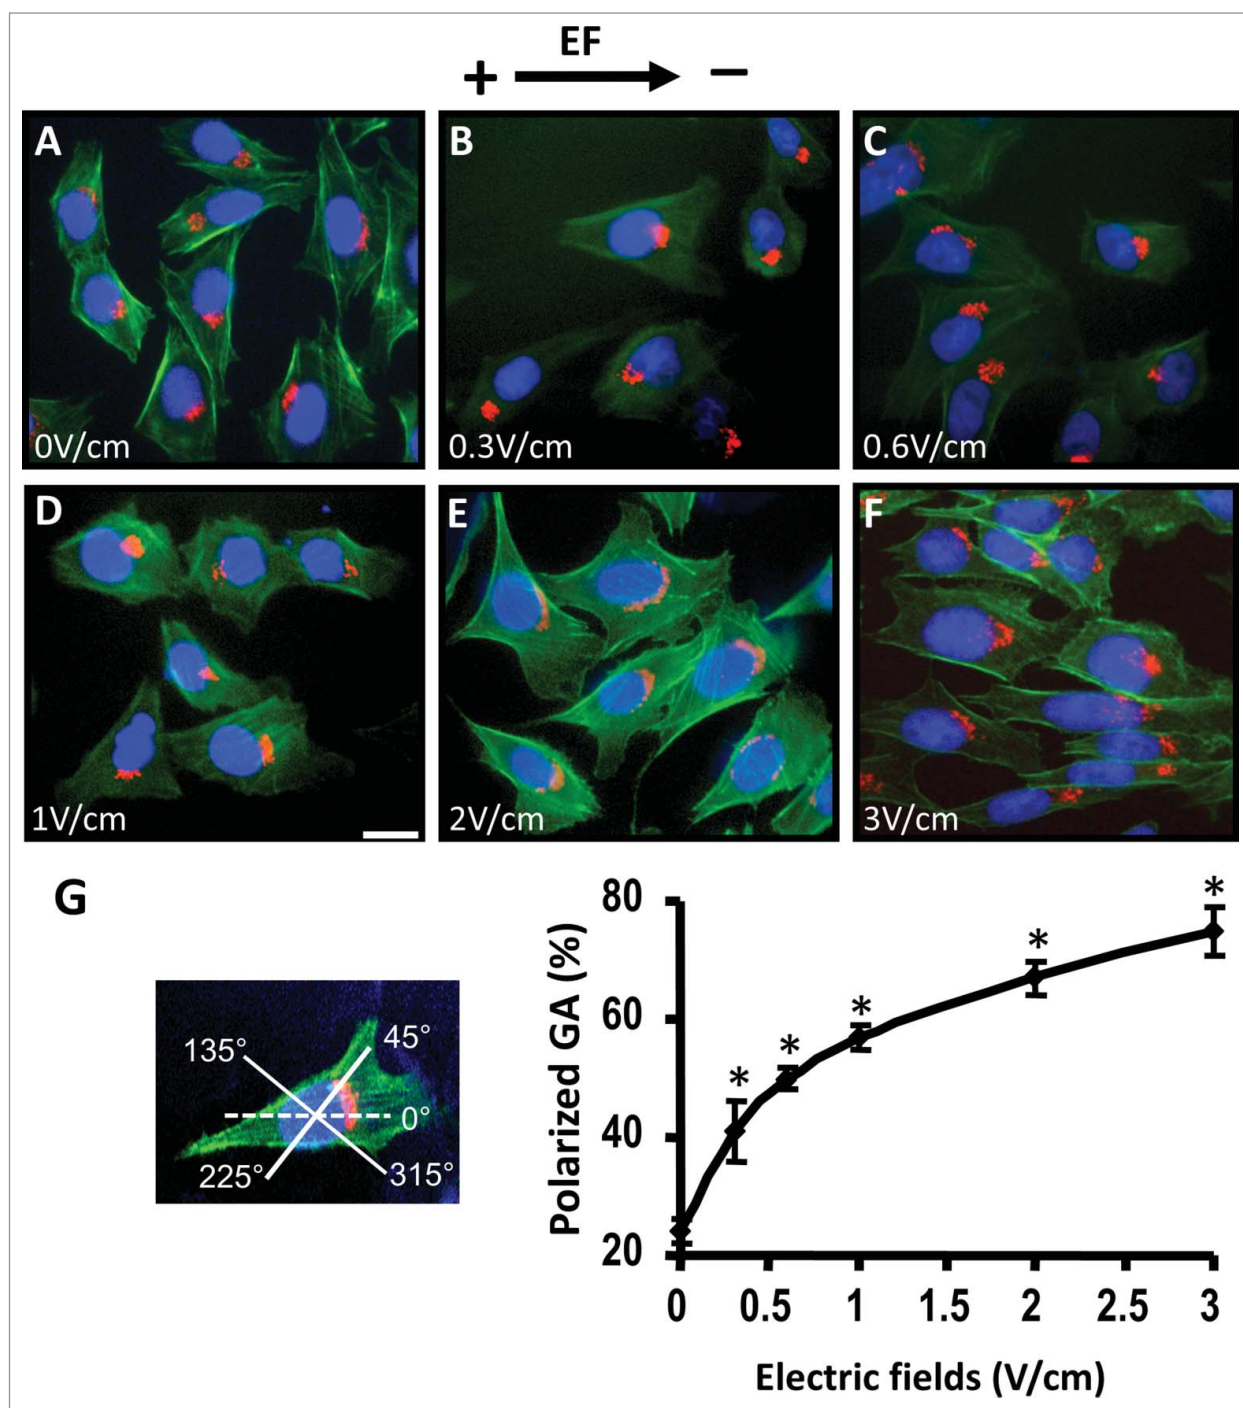 EF
+ −
A
B
C
0V/cm
0.3V/cm
0.6V/cm
D
E
F
1V/cm
2V/cm
3V/cm
G
135°
45°
0°
225°
315°
Polarized GA (%)
80
60
40
20
* * * * *
0 0.5 1 1.5 2 2.5 3
Electric fields (V/cm)